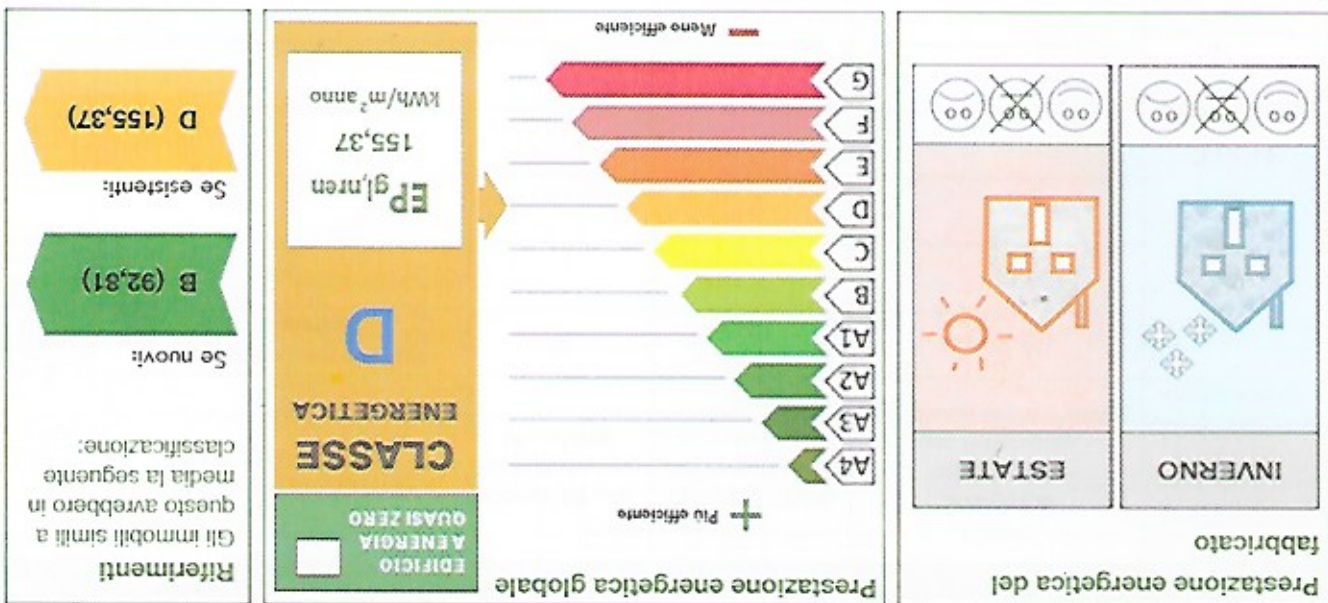 Prestazione energetica del
fabbricato
INVERNO
ESTATE
Prestazione energetica globale
+ Più efficiente
A4
A3
A2
A1
B
C
D
E
F
G
— Meno efficiente
EDIFICIO
A ENERGIA
QUASI ZERO
CLASSE
ENERGETICA
D
EPgl,nren
155,37
kWh/m²anno
Riferimenti
Gli immobili simili a
questo avrebbero in
media la seguente
classificazione:
Se nuovi:
B (92,81)
Se esistenti:
D (155,37)